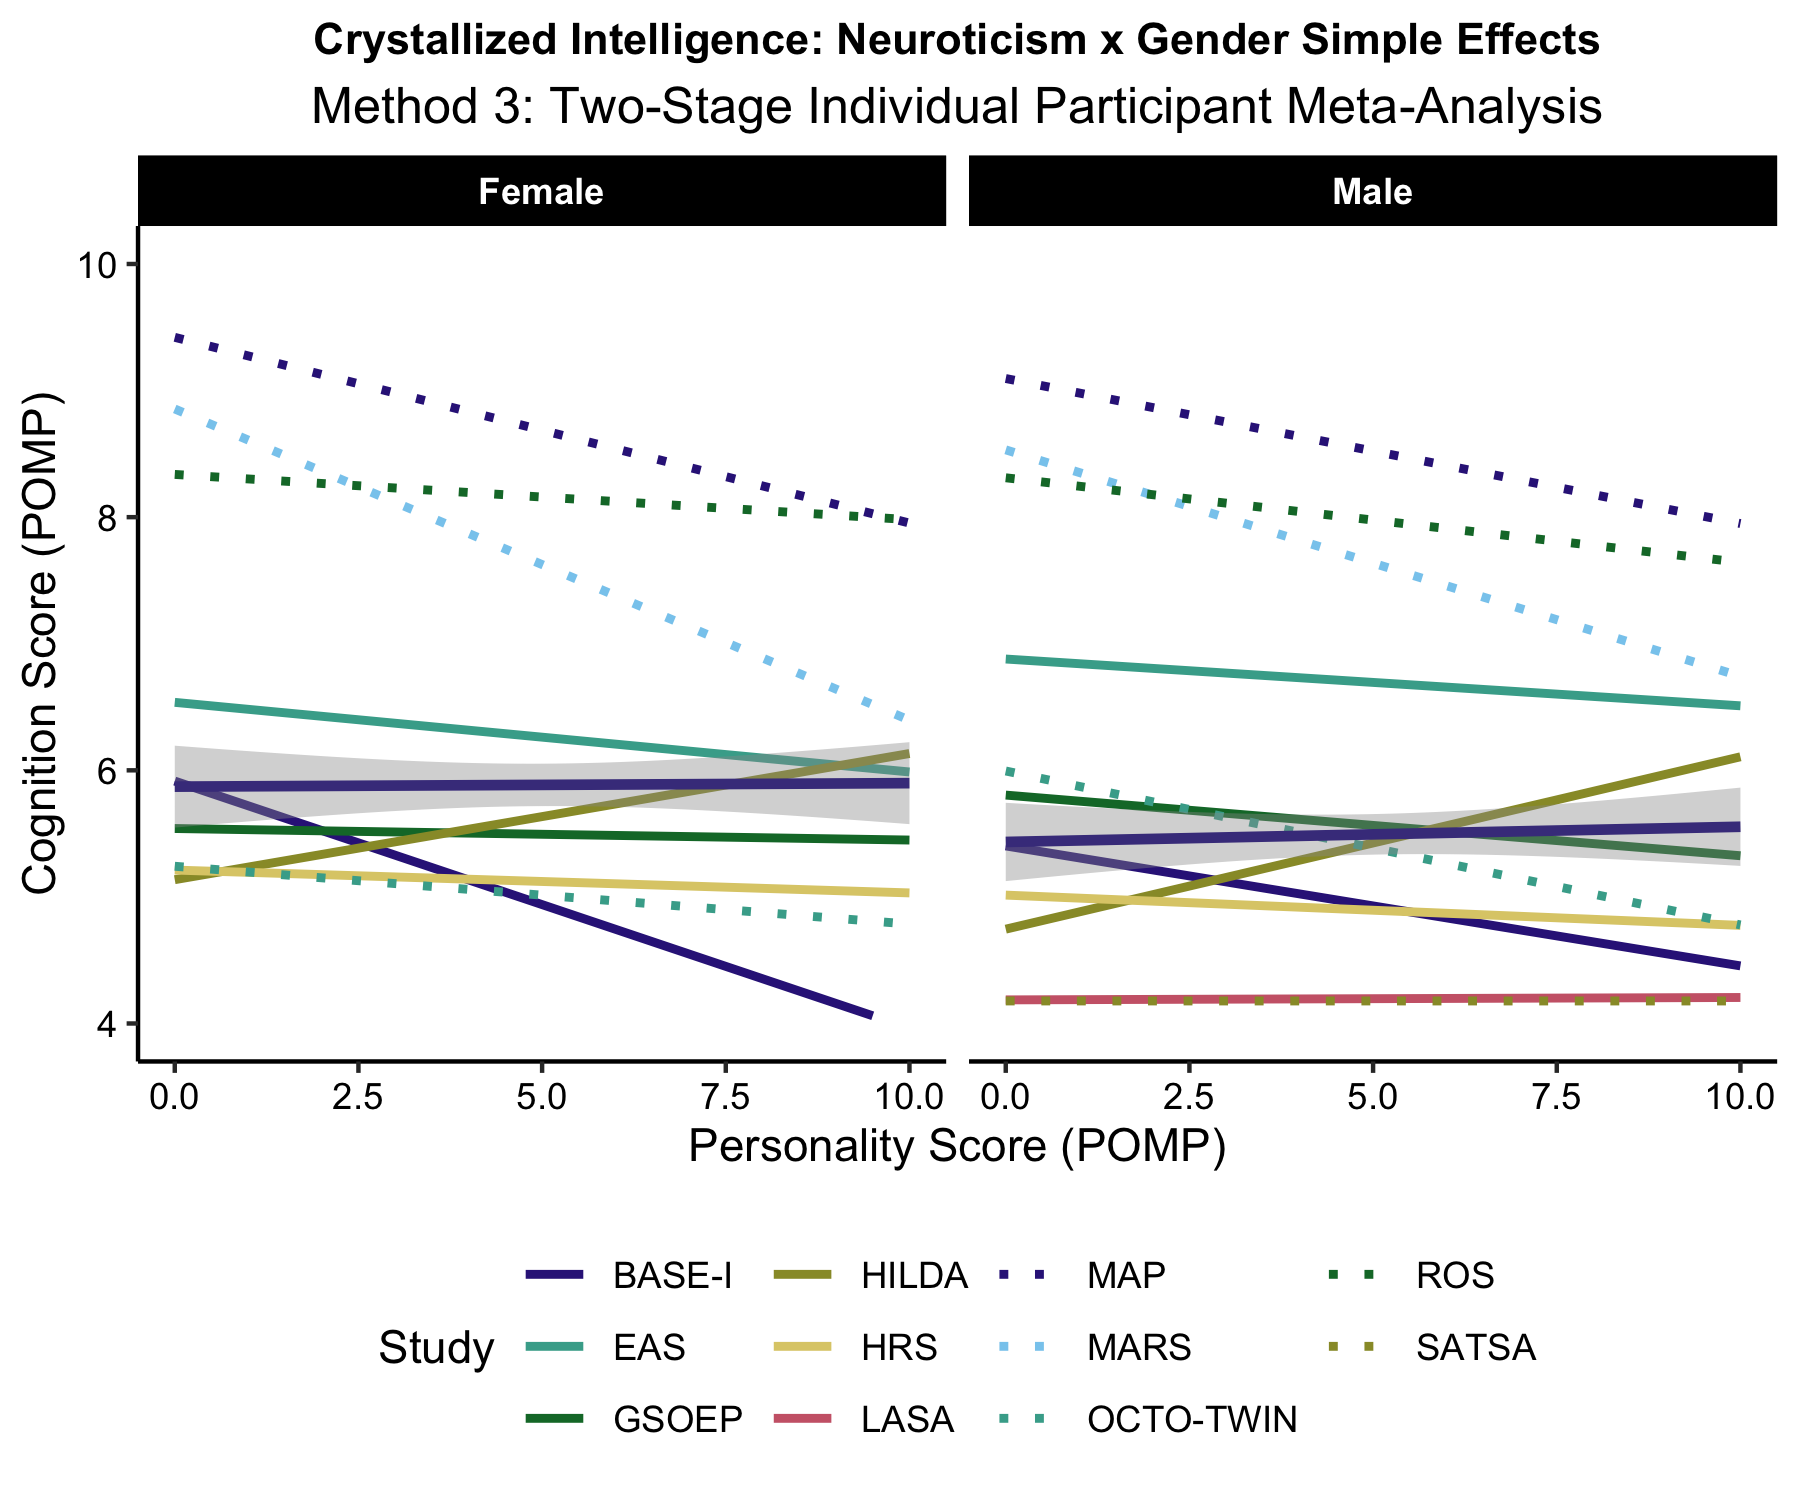 Crystallized Intelligence: Neuroticism x Gender Simple Effects
Method 3: Two-Stage Individual Participant Meta-Analysis
Female Male
10
8
6
4
Cognition Score (POMP)
0.0 2.5 5.0 7.5 10.0 0.0 2.5 5.0 7.5 10.0
Personality Score (POMP)
Study
BASE-I HILDA MAP ROS
EAS HRS MARS SATSA
GSOEP LASA OCTO-TWIN